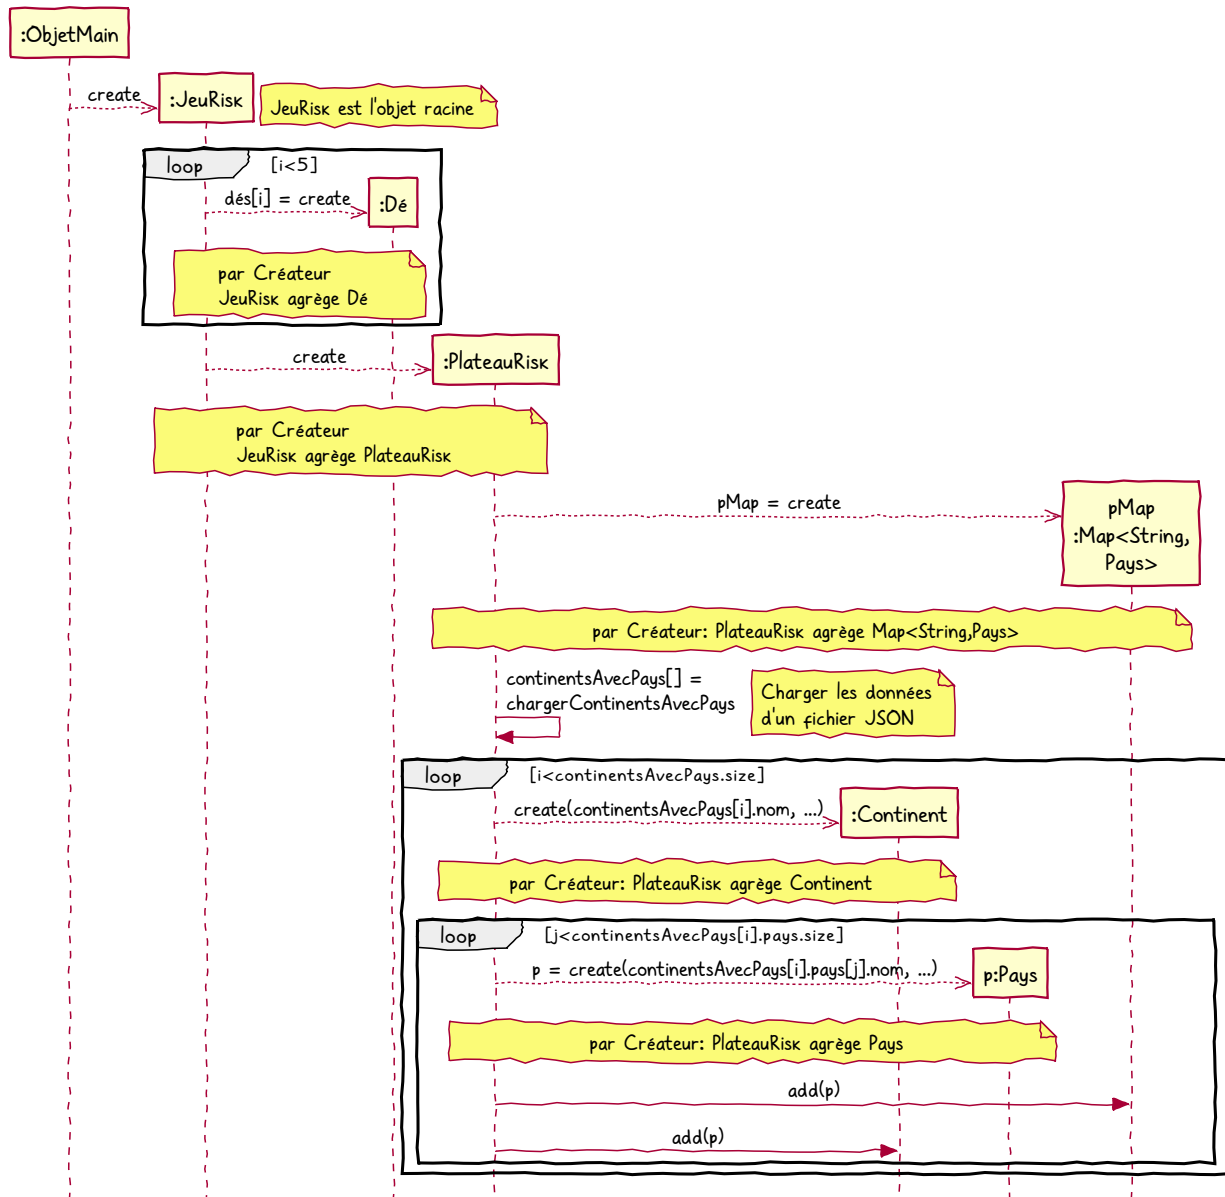 :ObjetMain
create
:JeuRisk
JeuRisk est l'objet racine
loop
[i<5]
dés[i] = create
:Dé
par Créateur
JeuRisk agrège Dé
create
:PlateauRisk
par Créateur
JeuRisk agrège PlateauRisk
pMap = create
pMap
:Map<String,
Pays>
par Créateur: PlateauRisk agrège Map<String,Pays>
continentsAvecPays[] =
chargerContinentsAvecPays
Charger les données
d'un fichier JSON
loop
[i<continentsAvecPays.size]
create(continentsAvecPays[i].nom, ...)
:Continent
par Créateur: PlateauRisk agrège Continent
loop
[j<continentsAvecPays[i].pays.size]
p = create(continentsAvecPays[i].pays[j].nom, ...)
p:Pays
par Créateur: PlateauRisk agrège Pays
add(p)
add(p)